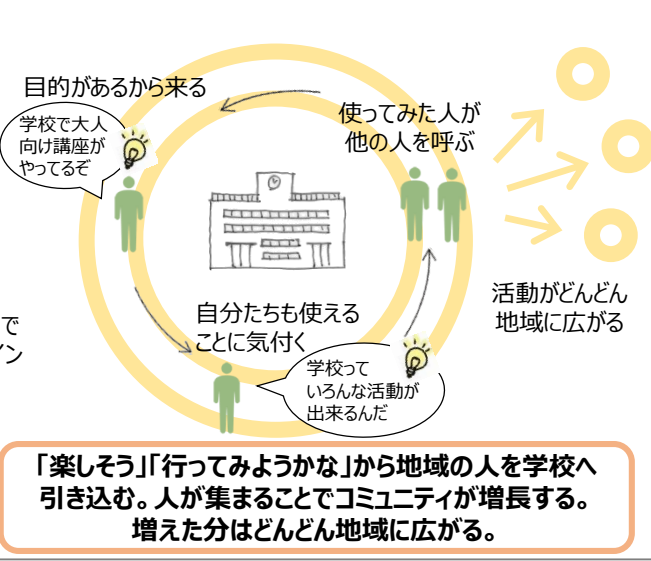 目的があるから来る
学校で大人
向け講座が
やってるぞ
使ってみた人が
他の人を呼ぶ
自分たちも使える
ことに気付く
学校って
いろんな活動が
出来るんだ
活動がどんどん
地域に広がる
で
イン
「楽しそう」「行ってみようかな」から地域の人を学校へ
引き込む。人が集まることでコミュニティが増長する。
増えた分はどんどん地域に広がる。